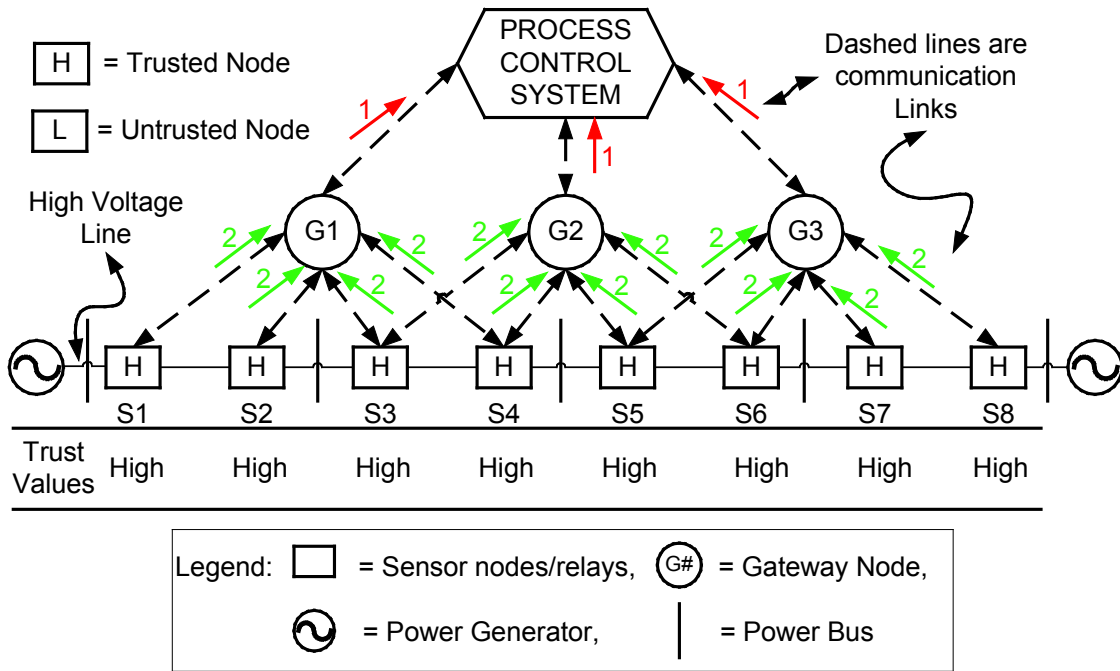 PROCESS
CONTROL
SYSTEM
H = Trusted Node
L = Untrusted Node
Dashed lines are
communication
Links
1
1
1
High Voltage
Line
G1
G2
G3
2
2
2
2
2
2
2
2
2
2
2
2
H
H
H
H
H
H
H
H
S1
S2
S3
S4
S5
S6
S7
S8
Trust
Values
High
High
High
High
High
High
High
High
Legend:
= Sensor nodes/relays,
G#
= Gateway Node,
= Power Generator,
= Power Bus